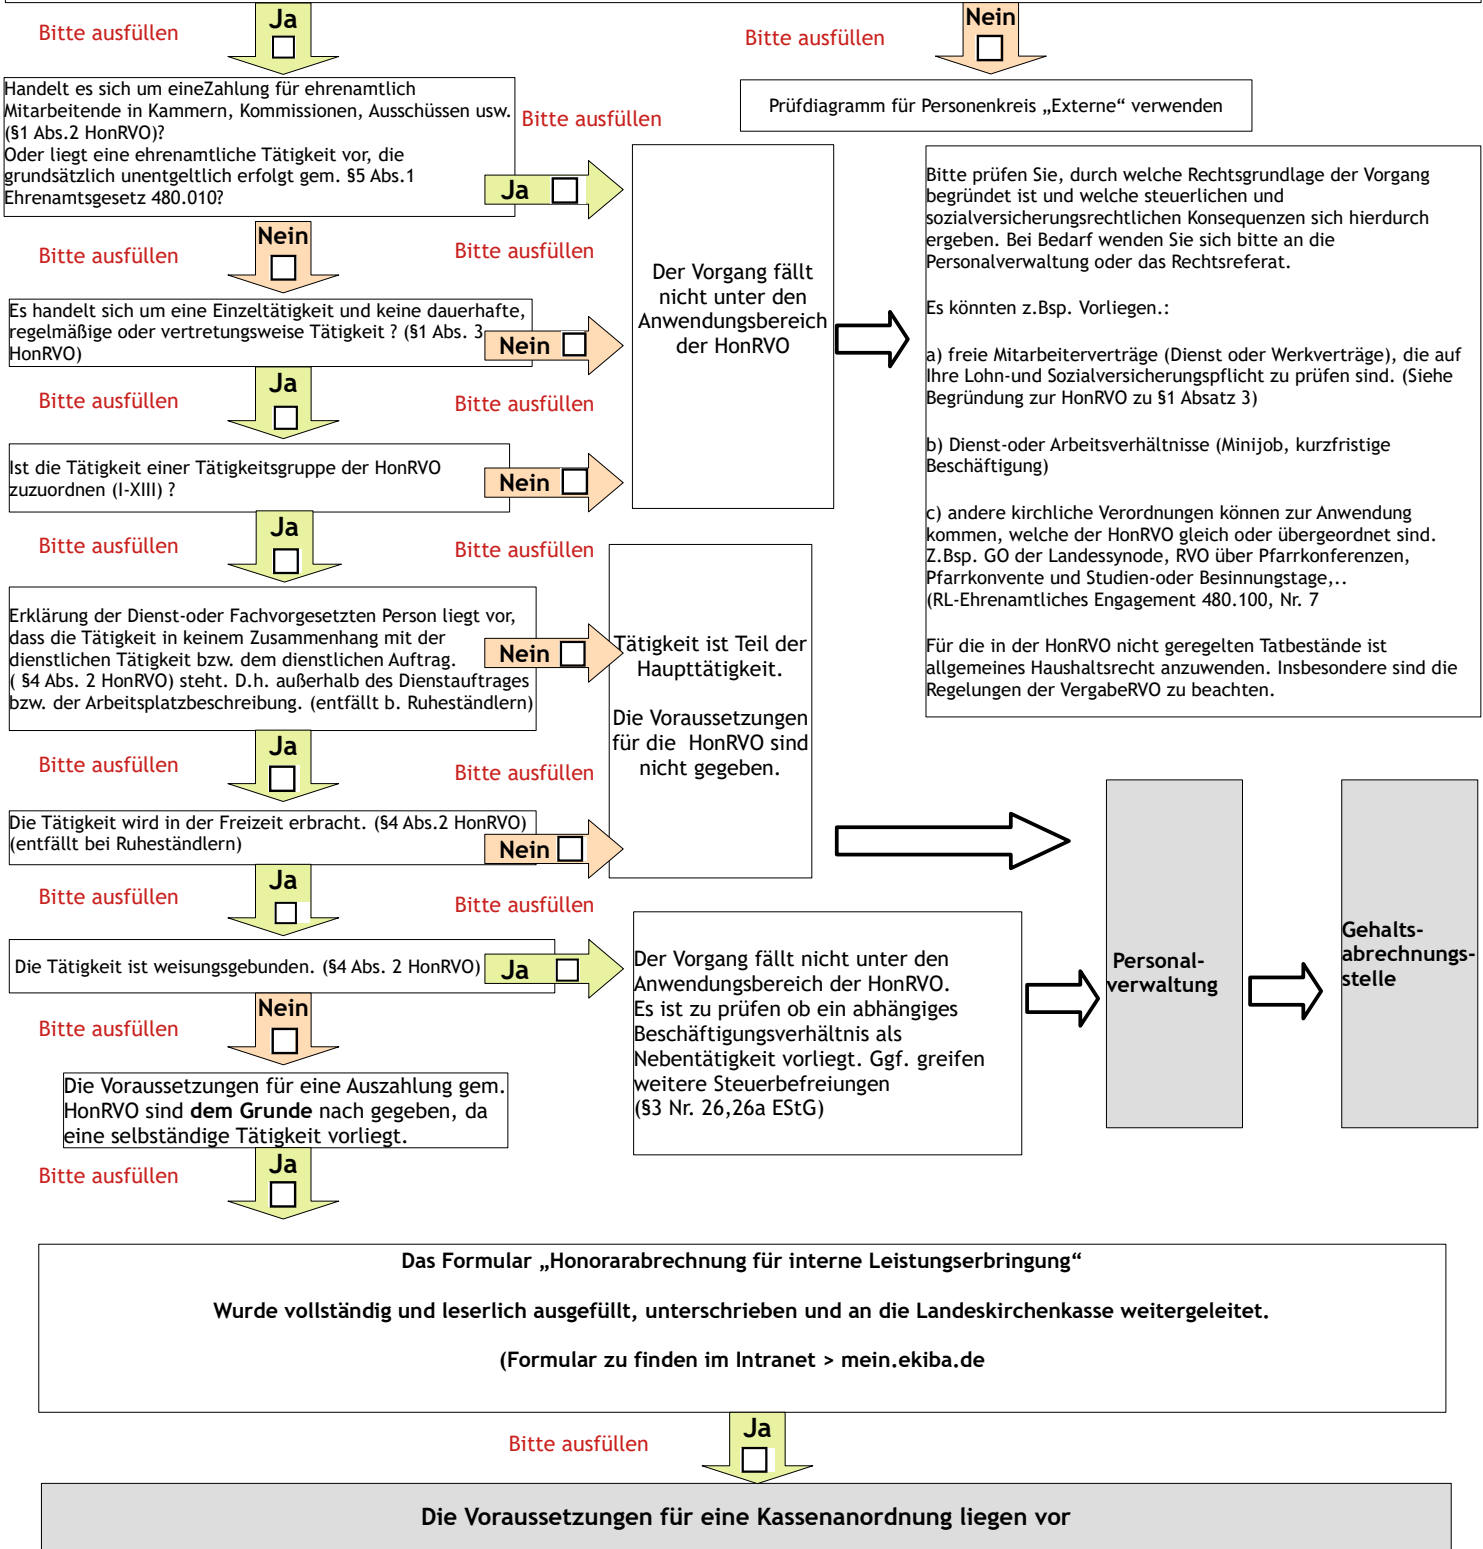 Ja
Bitte ausfüllen
Nein
Bitte ausfüllen
Handelt es sich um eineZahlung für ehrenamtlich
Mitarbeitende in Kammern, Kommissionen, Ausschüssen usw.
(§1 Abs.2 HonRVO)?
Oder liegt eine ehrenamtliche Tätigkeit vor, die
grundsätzlich unentgeltlich erfolgt gem. §5 Abs.1
Ehrenamtsgesetz 480.010?
Prüfdiagramm für Personenkreis „Externe“ verwenden
Bitte ausfüllen
Ja
Nein
Bitte ausfüllen
Bitte ausfüllen
Der Vorgang fällt
nicht unter den
Anwendungsbereich
der HonRVO
Bitte prüfen Sie, durch welche Rechtsgrundlage der Vorgang
begründet ist und welche steuerlichen und
sozialversicherungsrechtlichen Konsequenzen sich hierdurch
ergeben. Bei Bedarf wenden Sie sich bitte an die
Personalverwaltung oder das Rechtsreferat.
Es könnten z.Bsp. Vorliegen.:
a) freie Mitarbeiterverträge (Dienst oder Werkverträge), die auf
Ihre Lohn-und Sozialversicherungspflicht zu prüfen sind. (Siehe
Begründung zur HonRVO zu §1 Absatz 3)
b) Dienst-oder Arbeitsverhältnisse (Minijob, kurzfristige
Beschäftigung)
c) andere kirchliche Verordnungen können zur Anwendung
kommen, welche der HonRVO gleich oder übergeordnet sind.
Z.Bsp. GO der Landessynode, RVO über Pfarrkonferenzen,
Pfarrkonvente und Studien-oder Besinnungstage,..
(RL-Ehrenamtliches Engagement 480.100, Nr. 7
Für die in der HonRVO nicht geregelten Tatbestände ist
allgemeines Haushaltsrecht anzuwenden. Insbesondere sind die
Regelungen der VergabeRVO zu beachten.
Es handelt sich um eine Einzeltätigkeit und keine dauerhafte,
regelmäßige oder vertretungsweise Tätigkeit ? (§1 Abs. 3
HonRVO)
Nein
Ja
Bitte ausfüllen
Bitte ausfüllen
Ist die Tätigkeit einer Tätigkeitsgruppe der HonRVO
zuzuordnen (I-XIII) ?
Nein
Ja
Bitte ausfüllen
Bitte ausfüllen
Erklärung der Dienst-oder Fachvorgesetzten Person liegt vor,
dass die Tätigkeit in keinem Zusammenhang mit der
dienstlichen Tätigkeit bzw. dem dienstlichen Auftrag.
( §4 Abs. 2 HonRVO) steht. D.h. außerhalb des Dienstauftrages
bzw. der Arbeitsplatzbeschreibung. (entfällt b. Ruheständlern)
Nein
Tätigkeit ist Teil der
Haupttätigkeit.
Die Voraussetzungen
für die HonRVO sind
nicht gegeben.
Ja
Bitte ausfüllen
Bitte ausfüllen
Die Tätigkeit wird in der Freizeit erbracht. (§4 Abs.2 HonRVO)
(entfällt bei Ruheständlern)
Nein
Ja
Bitte ausfüllen
Bitte ausfüllen
Die Tätigkeit ist weisungsgebunden. (§4 Abs. 2 HonRVO)
Ja
Der Vorgang fällt nicht unter den
Anwendungsbereich der HonRVO.
Es ist zu prüfen ob ein abhängiges
Beschäftigungsverhältnis als
Nebentätigkeit vorliegt. Ggf. greifen
weitere Steuerbefreiungen
(§3 Nr. 26,26a EStG)
Personal-
verwaltung
Gehalts-
abrechnungs-
stelle
Nein
Bitte ausfüllen
Die Voraussetzungen für eine Auszahlung gem.
HonRVO sind dem Grunde nach gegeben, da
eine selbständige Tätigkeit vorliegt.
Ja
Bitte ausfüllen
Das Formular „Honorarabrechnung für interne Leistungserbringung“
Wurde vollständig und leserlich ausgefüllt, unterschrieben und an die Landeskirchenkasse weitergeleitet.
(Formular zu finden im Intranet > mein.ekiba.de
Ja
Bitte ausfüllen
Die Voraussetzungen für eine Kassenanordnung liegen vor